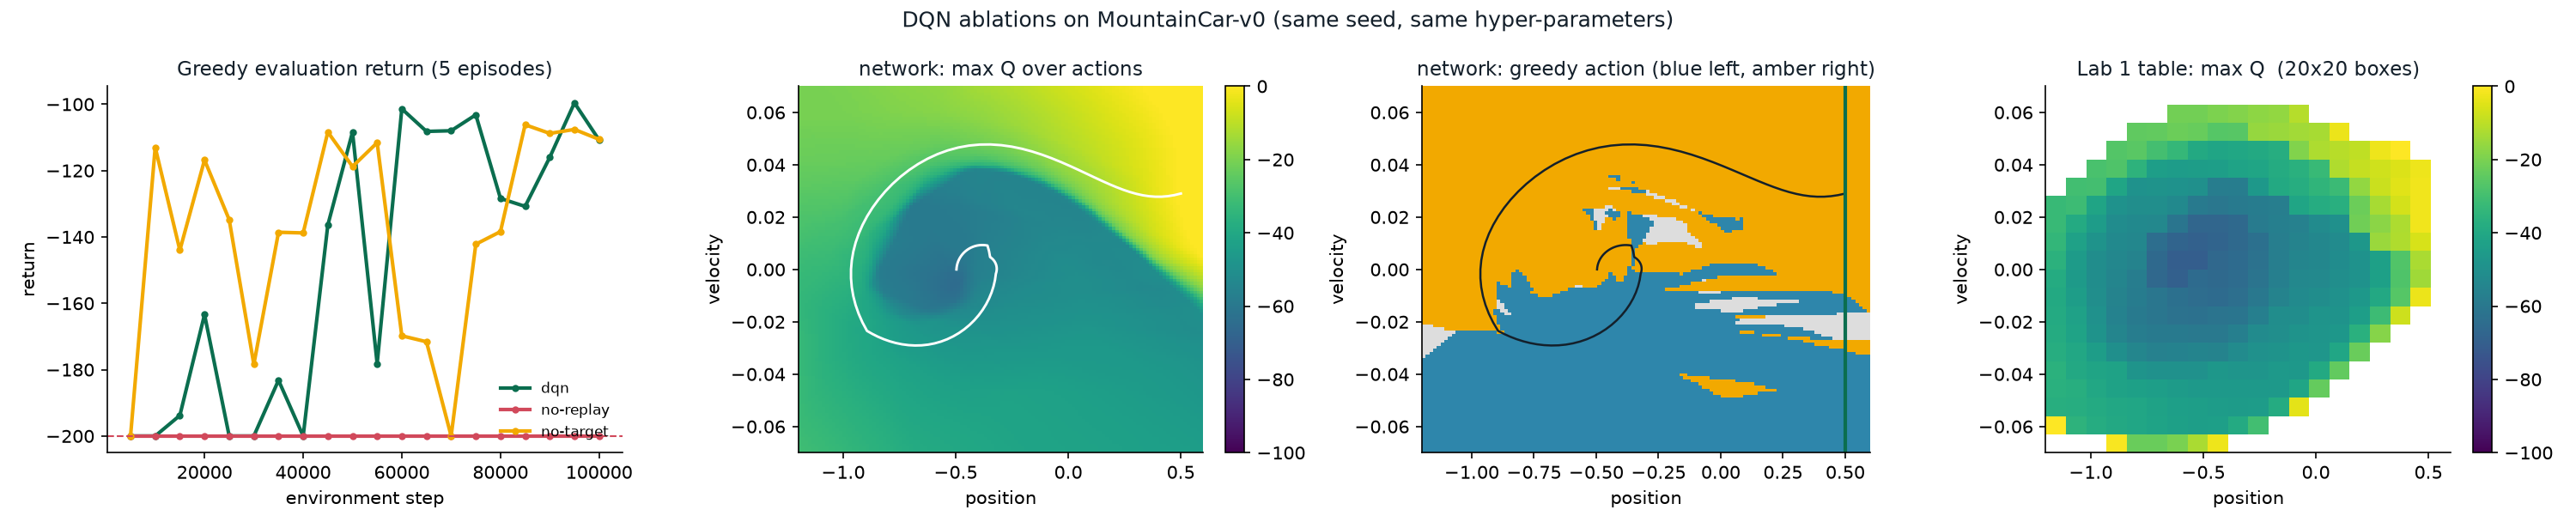 DQN ablations on MountainCar-v0 (same seed, same hyper-parameters)
Greedy evaluation return (5 episodes)
−100
−120
−140
−160
−180
−200
return
20000 40000 60000 80000 100000
environment step
dqn
no-replay
no-target
network: max Q over actions
0.06
0.04
0.02
0.00
−0.02
−0.04
−0.06
velocity
−1.0 −0.5 0.0 0.5
position
0
−20
−40
−60
−80
−100
network: greedy action (blue left, amber right)
0.06
0.04
0.02
0.00
−0.02
−0.04
−0.06
velocity
−1.00 −0.75 −0.50 −0.25 0.00 0.25 0.50
position
Lab 1 table: max Q (20x20 boxes)
0.06
0.04
0.02
0.00
−0.02
−0.04
−0.06
velocity
−1.0 −0.5 0.0 0.5
position
0
−20
−40
−60
−80
−100